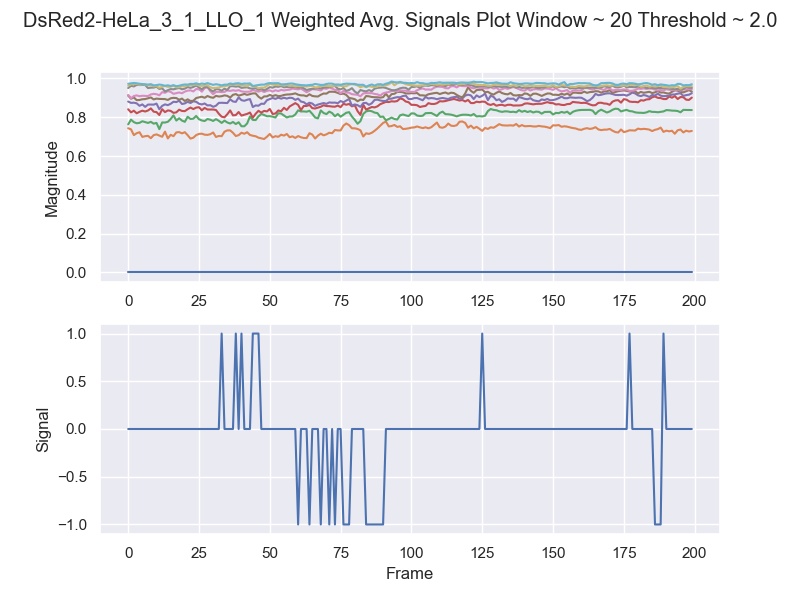 DsRed2-HeLa_3_1_LLO_1 Weighted Avg. Signals Plot Window ~ 20 Threshold ~ 2.0
1.0
0.8
0.6
0.4
0.2
0.0
Magnitude
0 25 50 75 100 125 150 175 200
1.0
0.5
0.0
−0.5
−1.0
Signal
0 25 50 75 100 125 150 175 200
Frame